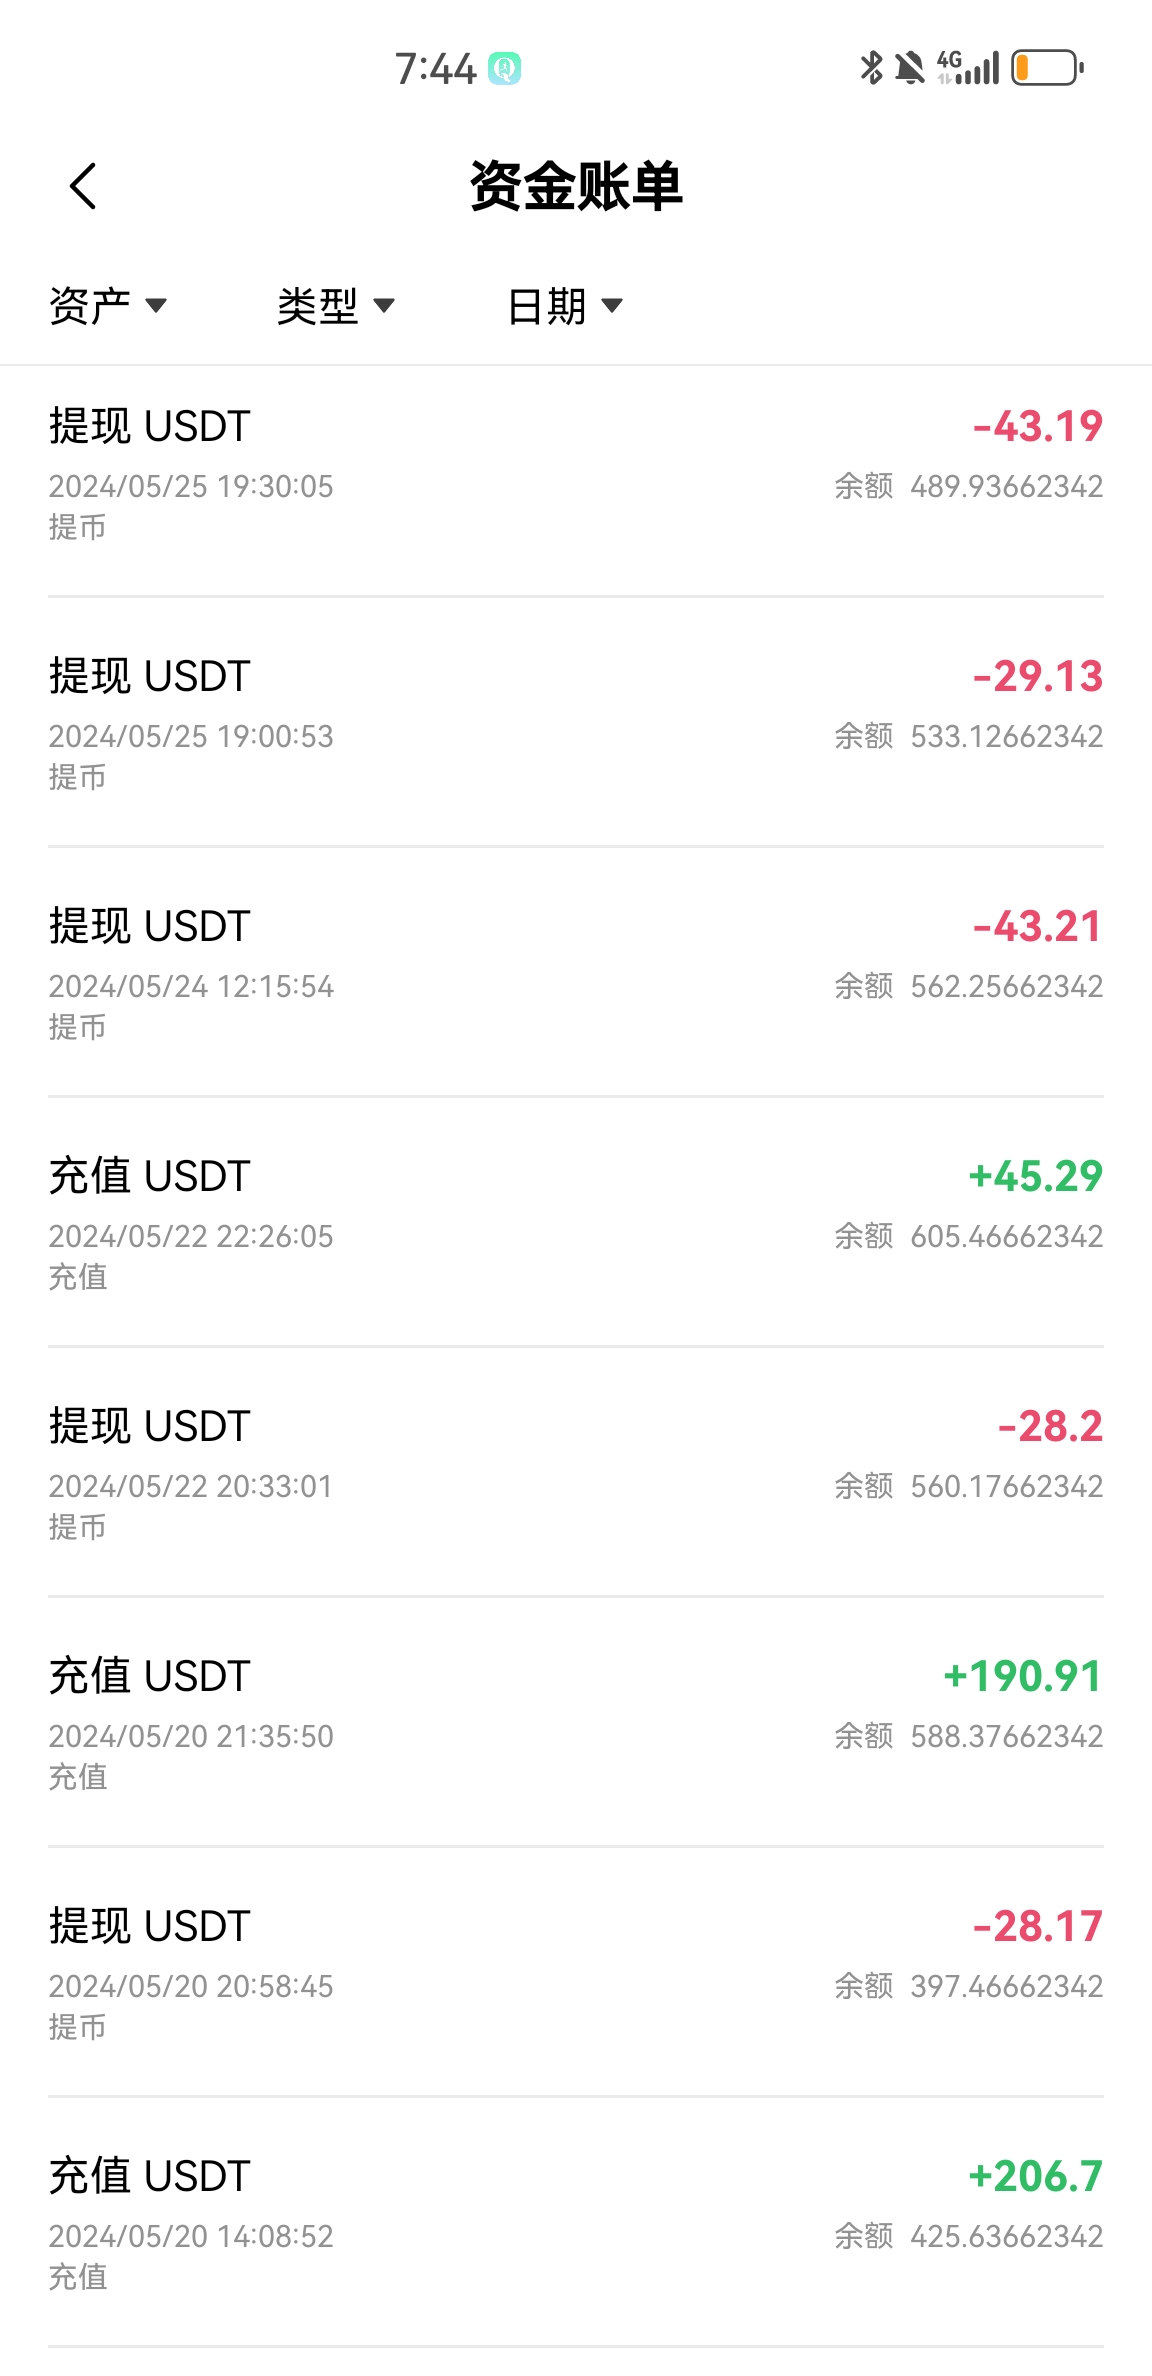 7:44
4G
资金账单
资产 类型 日期
提现 USDT -43.19
2024/05/25 19:30:05 余额 489.93662342
提币
提现 USDT -29.13
2024/05/25 19:00:53 余额 533.12662342
提币
提现 USDT -43.21
2024/05/24 12:15:54 余额 562.25662342
提币
充值 USDT +45.29
2024/05/22 22:26:05 余额 605.46662342
充值
提现 USDT -28.2
2024/05/22 20:33:01 余额 560.17662342
提币
充值 USDT +190.91
2024/05/20 21:35:50 余额 588.37662342
充值
提现 USDT -28.17
2024/05/20 20:58:45 余额 397.46662342
提币
充值 USDT +206.7
2024/05/20 14:08:52 余额 425.63662342
充值